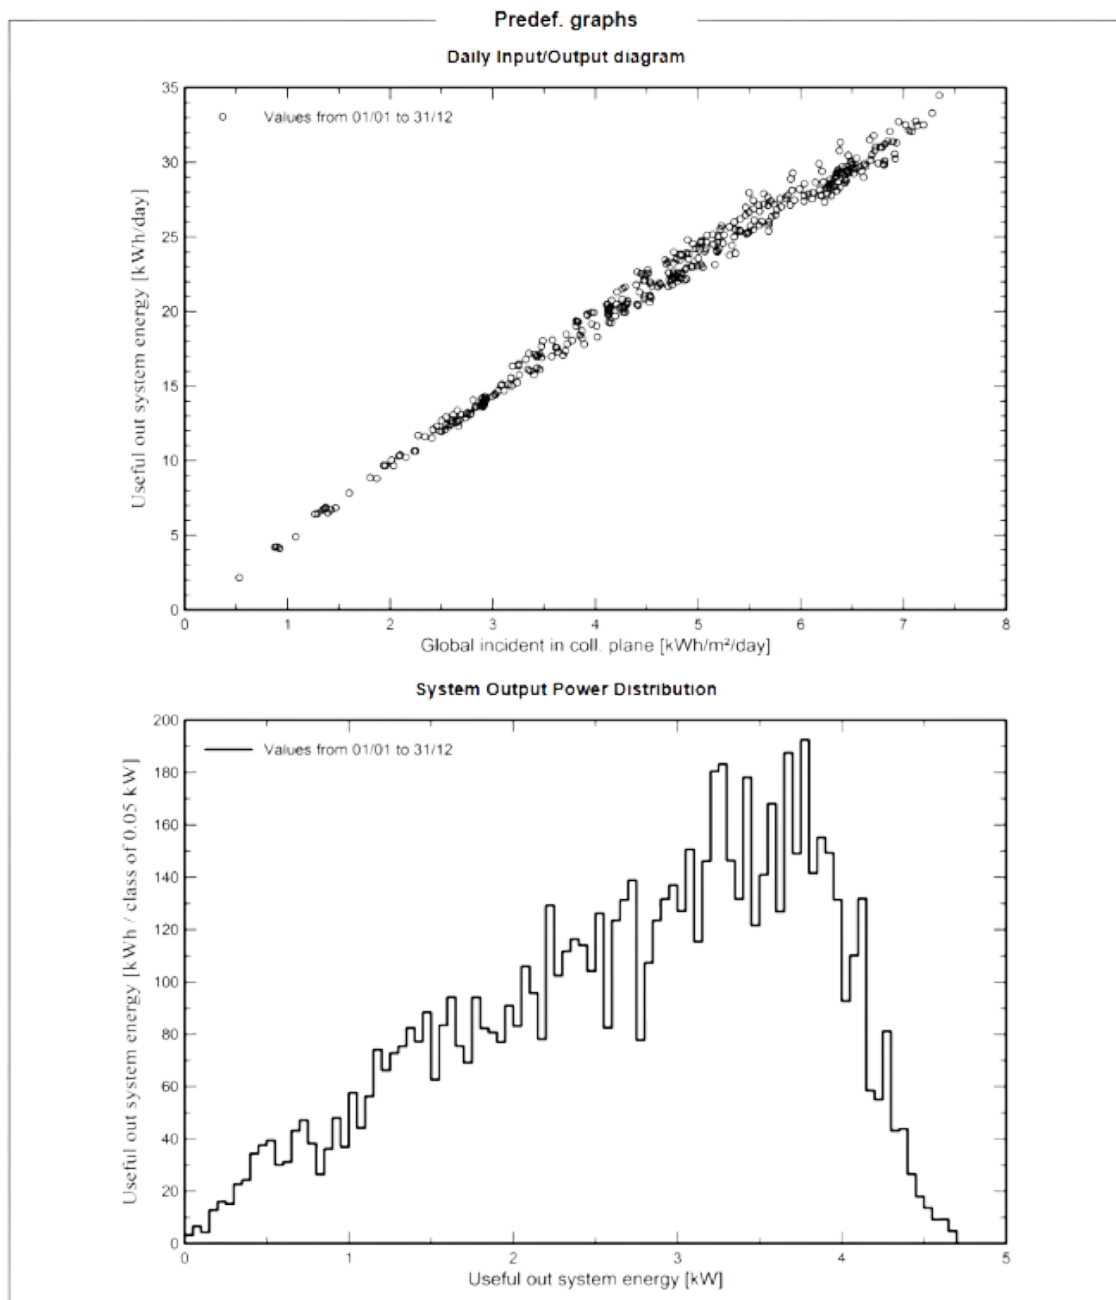 Predef. graphs
Daily Input/Output diagram
Values from 01/01 to 31/12
35
30
25
20
15
10
5
0
Useful out system energy [kWh/day]
0 1 2 3 4 5 6 7 8
Global incident in coll. plane [kWh/m²/day]
System Output Power Distribution
Values from 01/01 to 31/12
200
180
160
140
120
100
80
60
40
20
0
Useful out system energy [kWh / class of 0.05 kW]
0 1 2 3 4 5
Useful out system energy [kW]